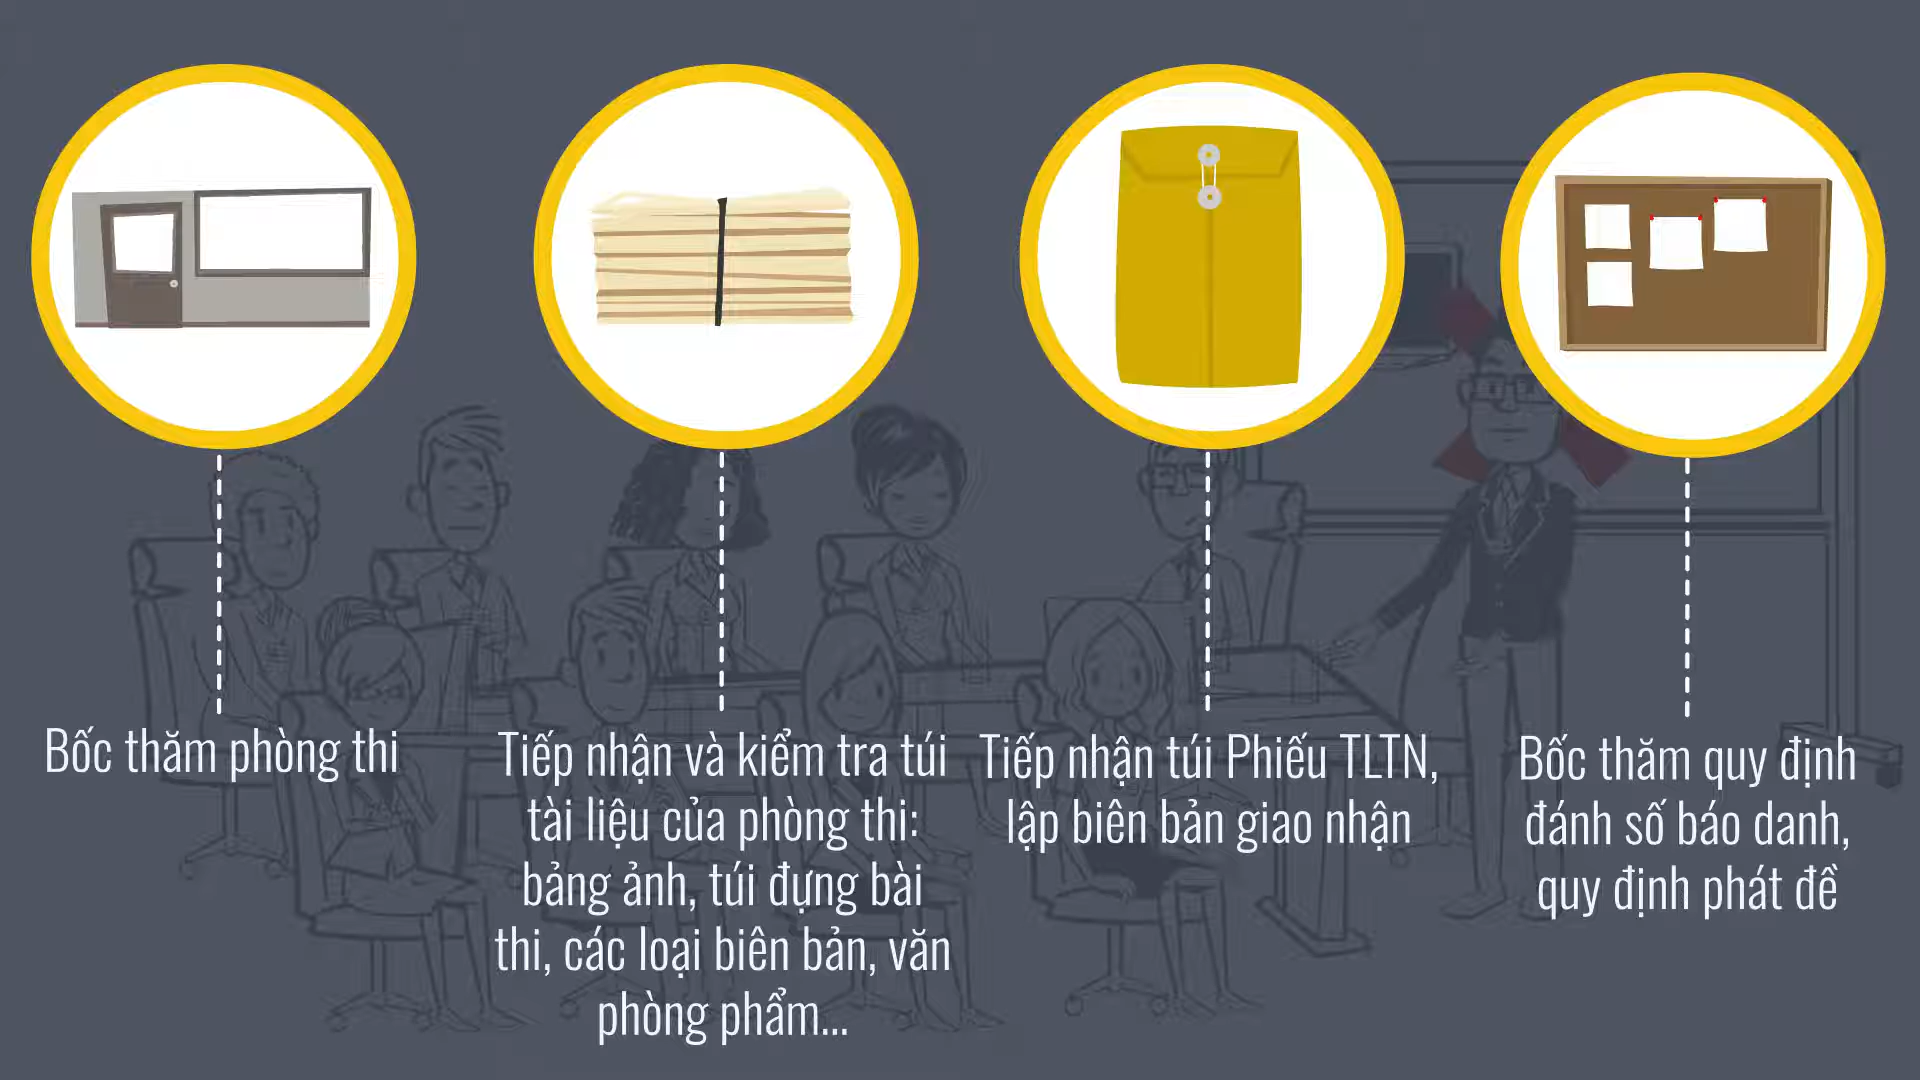 Bốc thăm phòng thi
Tiếp nhận và kiểm tra túi
tài liệu của phòng thi:
bảng ảnh, túi đựng bài
thi, các loại biên bản, văn
phòng phẩm...
Tiếp nhận túi Phiếu TLTN,
lập biên bản giao nhận
Bốc thăm quy định
đánh số báo danh,
quy định phát đề